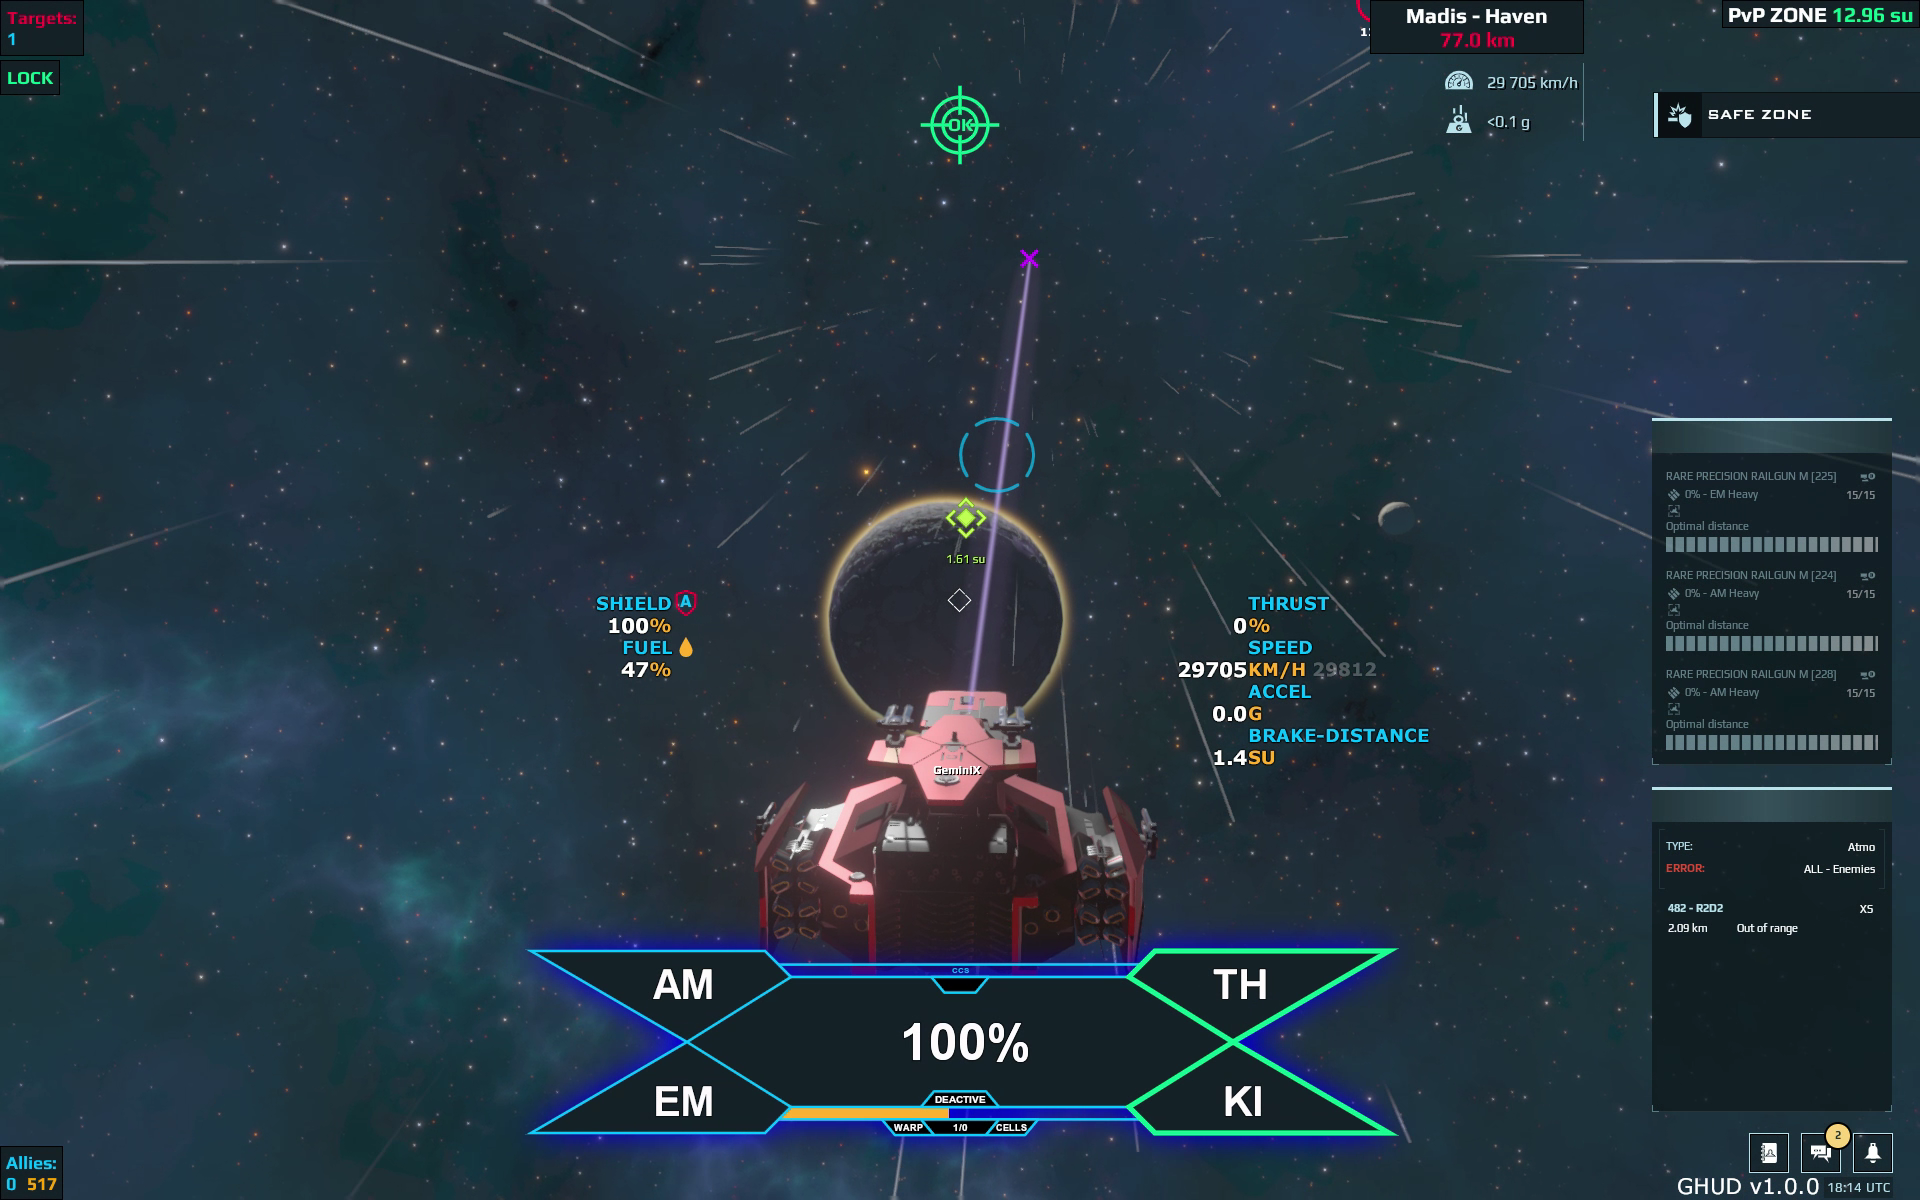 Targets:
1
LOCK
OK
Madis - Haven
77.0 km
29 705 km/h
<0.1 g
PvP ZONE 12.96 su
SAFE ZONE
1.61 su
SHIELD A
100%
FUEL
47%
THRUST
0%
SPEED
29705KM/H 29812
ACCEL
0.0G
BRAKE-DISTANCE
1.4SU
GeminiX
RARE PRECISION RAILGUN M [225]
0% - EM Heavy 15/15
Optimal distance
RARE PRECISION RAILGUN M [224]
0% - AM Heavy 15/15
Optimal distance
RARE PRECISION RAILGUN M [228]
0% - AM Heavy 15/15
Optimal distance
TYPE: Atmo
ERROR: ALL - Enemies
482 - R2D2 XS
2.09 km Out of range
CCS
AM
TH
100%
EM
KI
DEACTIVE
WARP 1/0 CELLS
Allies:
0 517
2
GHUD v1.0.0 18:14 UTC